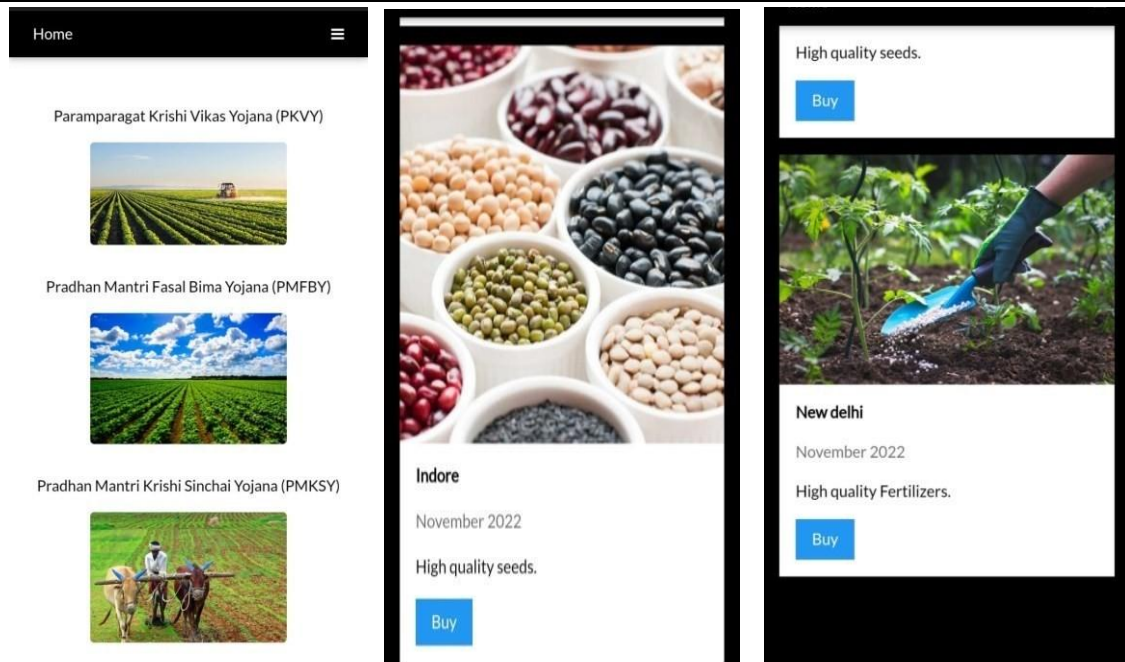 Home
Paramparagat Krishi Vikas Yojana (PKVY)
Pradhan Mantri Fasal Bima Yojana (PMFBY)
Pradhan Mantri Krishi Sinchai Yojana (PMKSY)
Indore
November 2022
High quality seeds.
Buy
High quality seeds.
Buy
New delhi
November 2022
High quality Fertilizers.
Buy